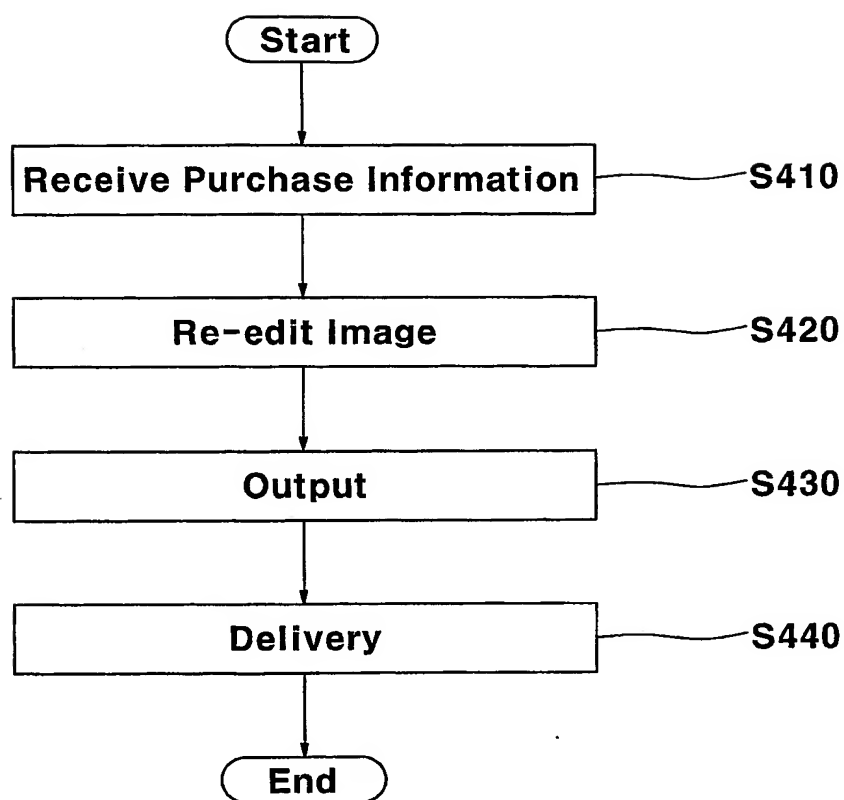 Start
Receive Purchase Information
S410
Re-edit Image
S420
Output
S430
Delivery
S440
End